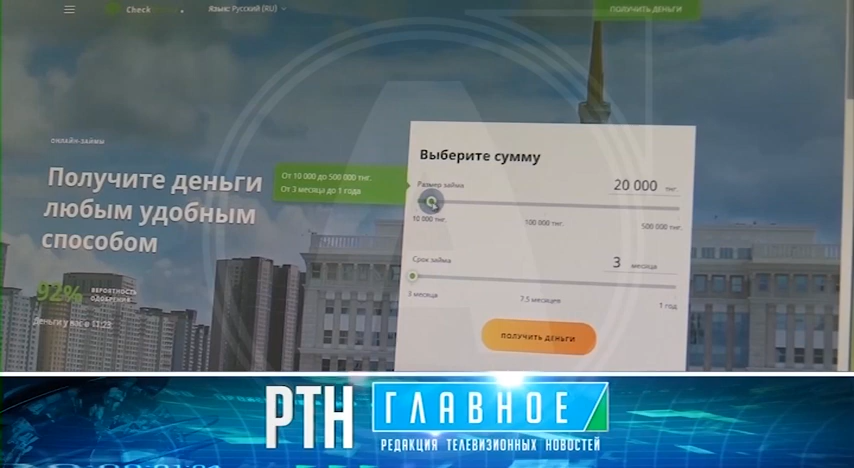 Check
Язык: Русский (RU)
ПОЛУЧИТЬ ДЕНЬГИ
ОНЛАЙН-ЗАЙМЫ
Получите деньги
любым удобным
способом
От 10 000 до 500 000 тнг.
От 3 месяца до 1 года
92% ВЕРОЯТНОСТЬ
ОДОБРЕНИЯ
Деньги у вас в 11:29
Выберите сумму
Размер займа 20 000 тнг.
10 000 тнг. 100 000 тнг. 500 000 тнг.
Срок займа 3 месяца
3 месяца 7,5 месяцев 1 год
ПОЛУЧИТЬ ДЕНЬГИ
РТН ГЛАВНОЕ
РЕДАКЦИЯ ТЕЛЕВИЗИОННЫХ НОВОСТЕЙ